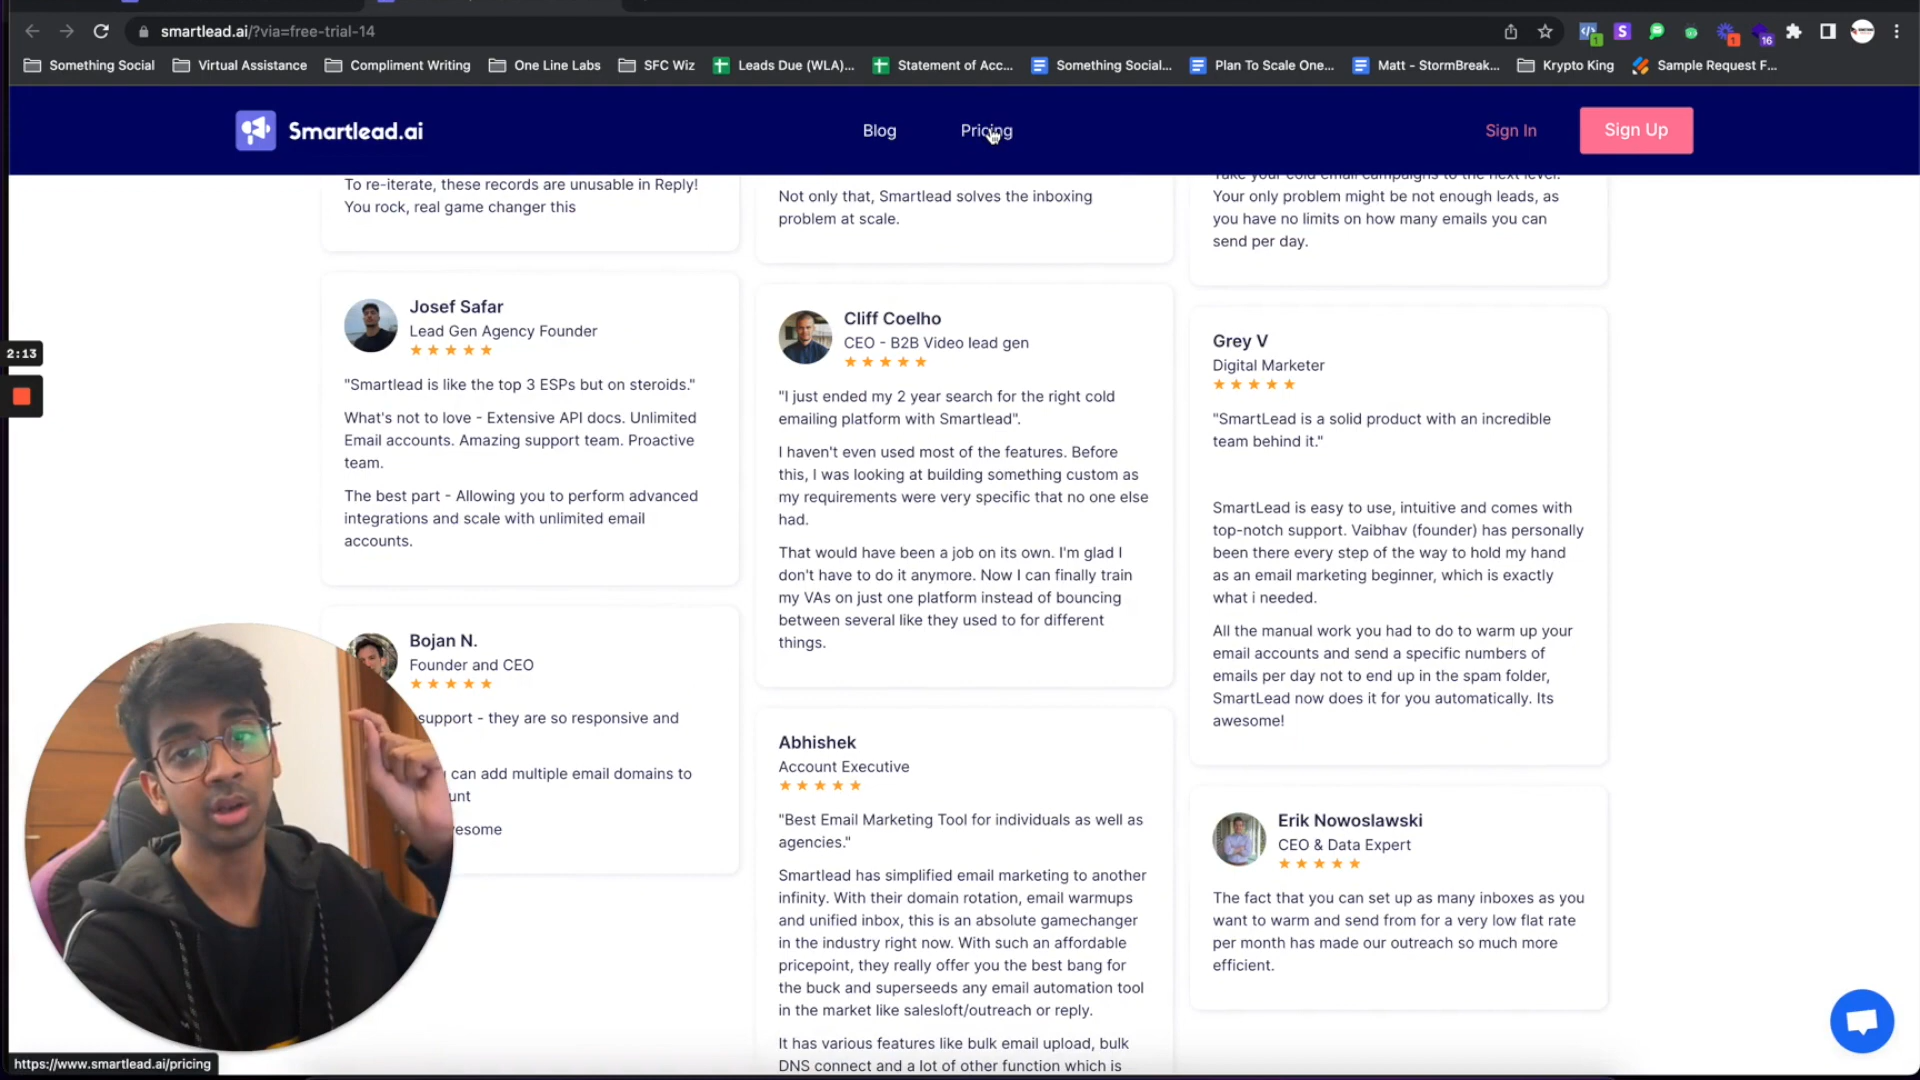 smartlead.ai/?via=free-trial-14
1
S
1
16
Something Social
Virtual Assistance
Compliment Writing
One Line Labs
SFC Wiz
Leads Due (WLA)...
Statement of Acc...
Something Social...
Plan To Scale One...
Matt - StormBreak...
Krypto King
Sample Request F...
Smartlead.ai
Blog
Pricing
Sign In
Sign Up
To re-iterate, these records are unusable in Reply!
You rock, real game changer this
Josef Safar
Lead Gen Agency Founder
"Smartlead is like the top 3 ESPs but on steroids."
What's not to love - Extensive API docs. Unlimited
Email accounts. Amazing support team. Proactive
team.
The best part - Allowing you to perform advanced
integrations and scale with unlimited email
accounts.
Bojan N.
Founder and CEO
support - they are so responsive and
can add multiple email domains to
Not only that, Smartlead solves the inboxing
problem at scale.
Cliff Coelho
CEO - B2B Video lead gen
"I just ended my 2 year search for the right cold
emailing platform with Smartlead".
I haven't even used most of the features. Before
this, I was looking at building something custom as
my requirements were very specific that no one else
had.
That would have been a job on its own. I'm glad I
don't have to do it anymore. Now I can finally train
my VAs on just one platform instead of bouncing
between several like they used to for different
things.
Abhishek
Account Executive
"Best Email Marketing Tool for individuals as well as
agencies."
Smartlead has simplified email marketing to another
infinity. With their domain rotation, email warmups
and unified inbox, this is an absolute gamechanger
in the industry right now. With such an affordable
pricepoint, they really offer you the best bang for
the buck and superseeds any email automation tool
in the market like salesloft/outreach or reply.
It has various features like bulk email upload, bulk
DNS connect and a lot of other function which is
Take your cold email campaigns to the next level.
Your only problem might be not enough leads, as
you have no limits on how many emails you can
send per day.
Grey V
Digital Marketer
"SmartLead is a solid product with an incredible
team behind it."
SmartLead is easy to use, intuitive and comes with
top-notch support. Vaibhav (founder) has personally
been there every step of the way to hold my hand
as an email marketing beginner, which is exactly
what i needed.
All the manual work you had to do to warm up your
email accounts and send a specific numbers of
emails per day not to end up in the spam folder,
SmartLead now does it for you automatically. Its
awesome!
Erik Nowoslawski
CEO & Data Expert
The fact that you can set up as many inboxes as you
want to warm and send from for a very low flat rate
per month has made our outreach so much more
efficient.
2:13
https://www.smartlead.ai/pricing